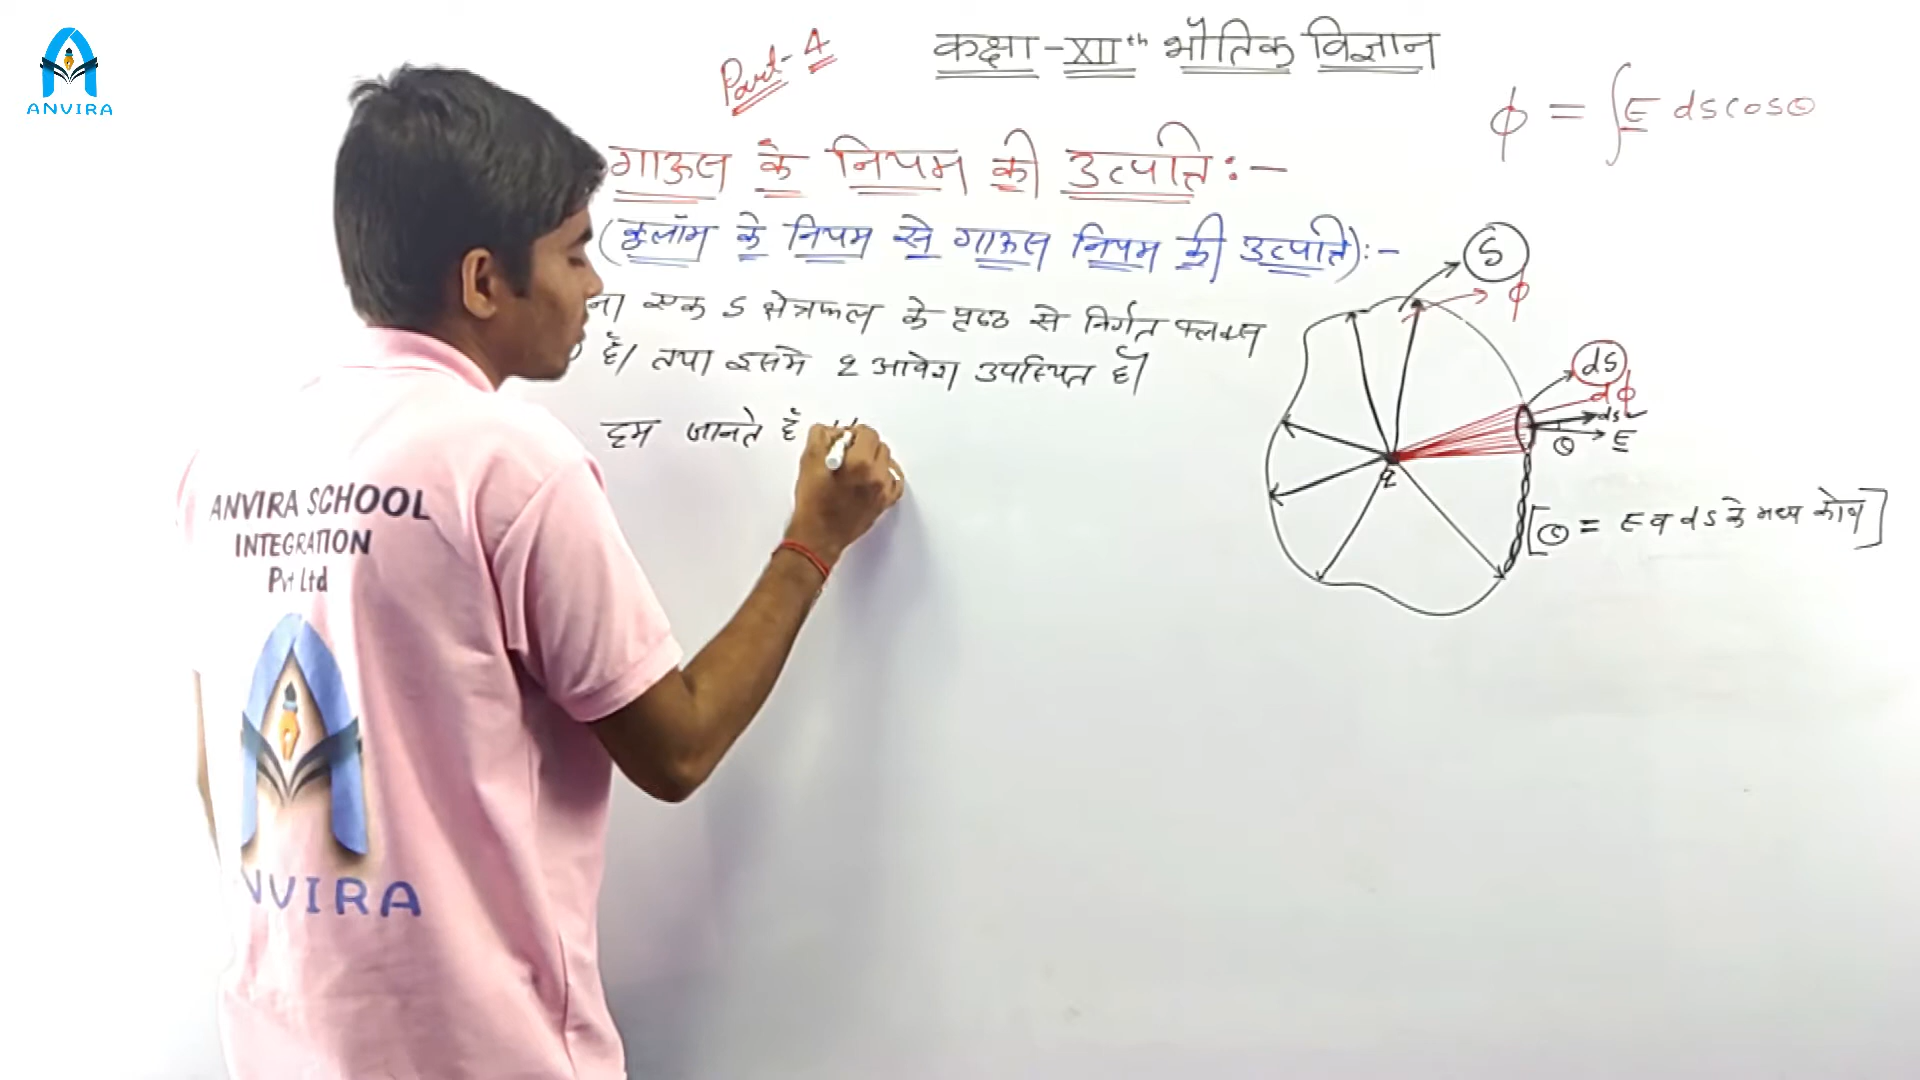 ANVIRA
Part-4
कक्षा-XIIth भौतिक विज्ञान
ϕ = ∫E ds cosθ
गाऊस के नियम की उत्पत्ति:-
(कूलॉम के नियम से गाऊस नियम की उत्पत्ति):-
ना एक S क्षेत्रफल के पृष्ठ से निर्गत फ्लक्स
है। तथा इसमे q आवेश उपस्थित है।
हम जानते है
S
ϕ
ds
dϕ
ds
θ
E
q
[θ = E व ds के मध्य कोण]
ANVIRA SCHOOL
INTEGRATION
Pvt Ltd
NVIRA